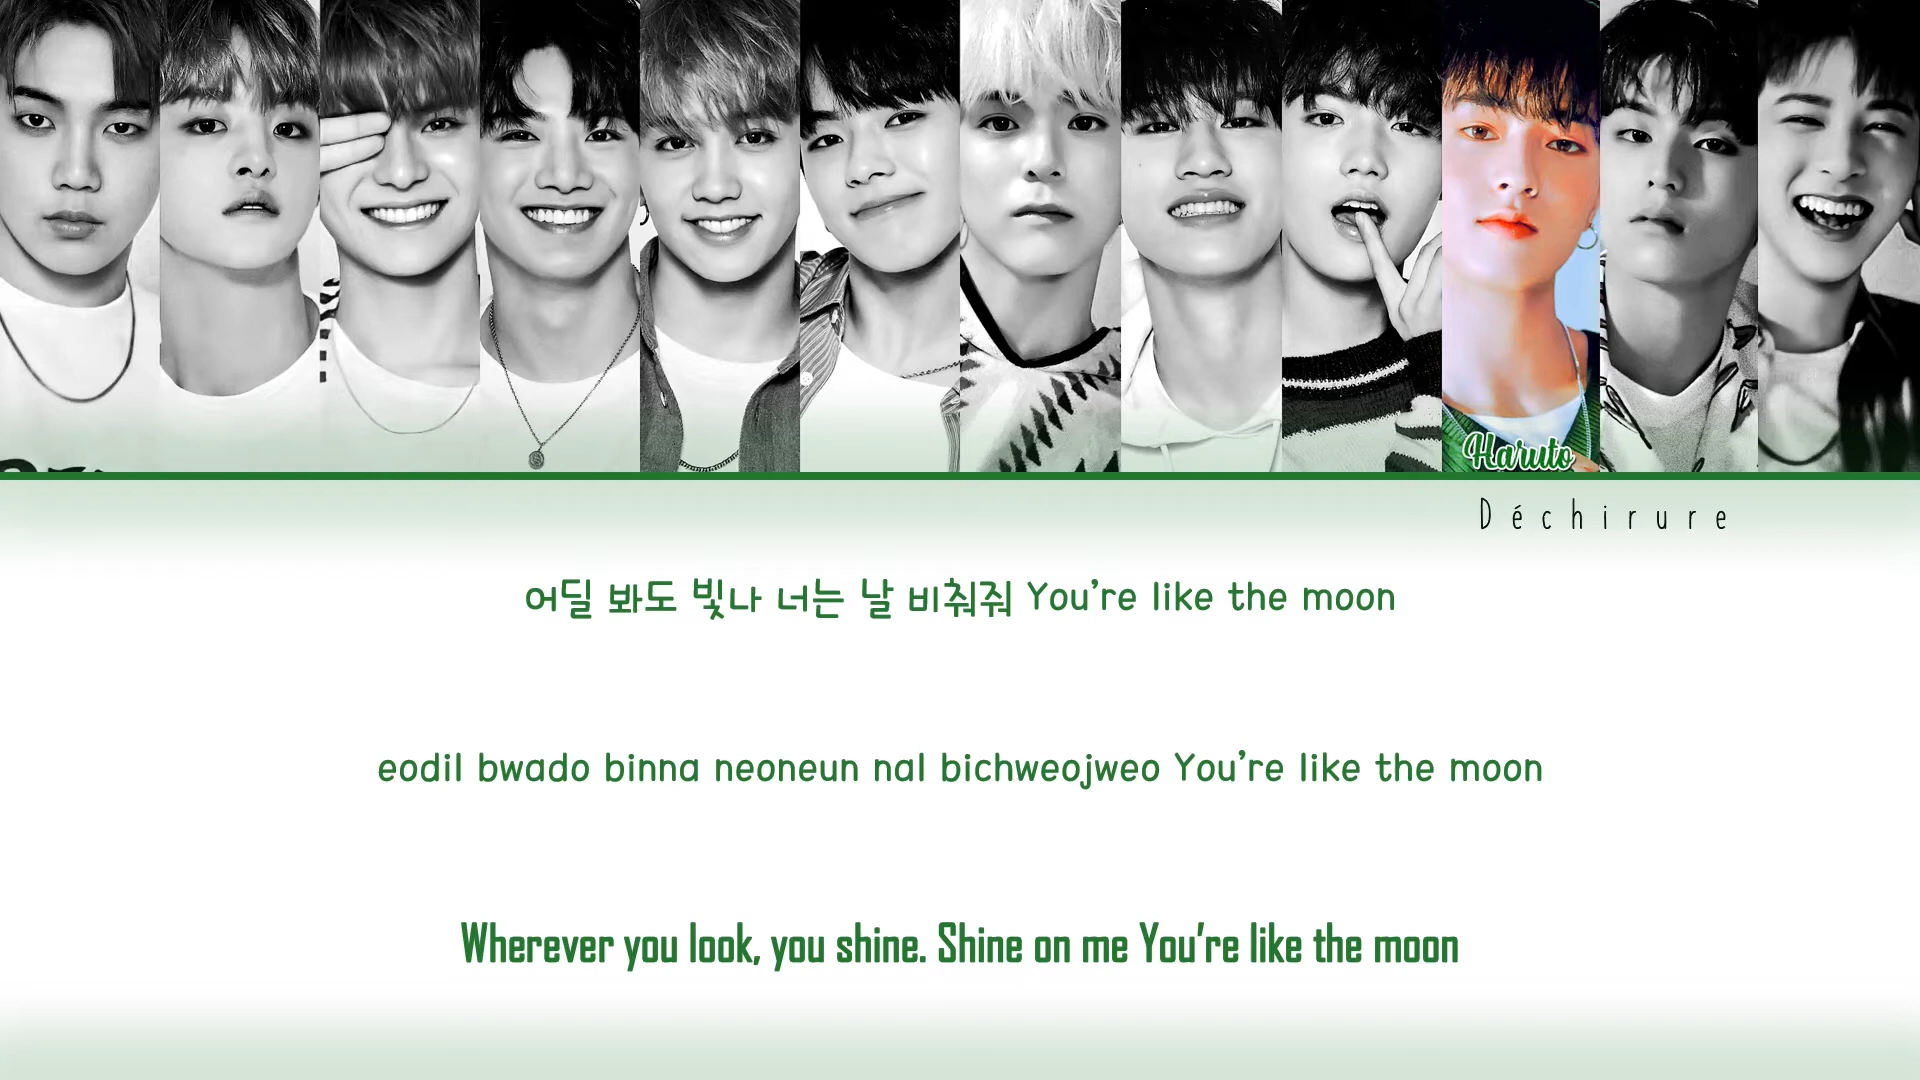 Haruto
Déchirure
어딜 봐도 빛나 너는 날 비춰줘 You're like the moon
eodil bwado binna neoneun nal bichweojweo You're like the moon
Wherever you look, you shine. Shine on me You're like the moon